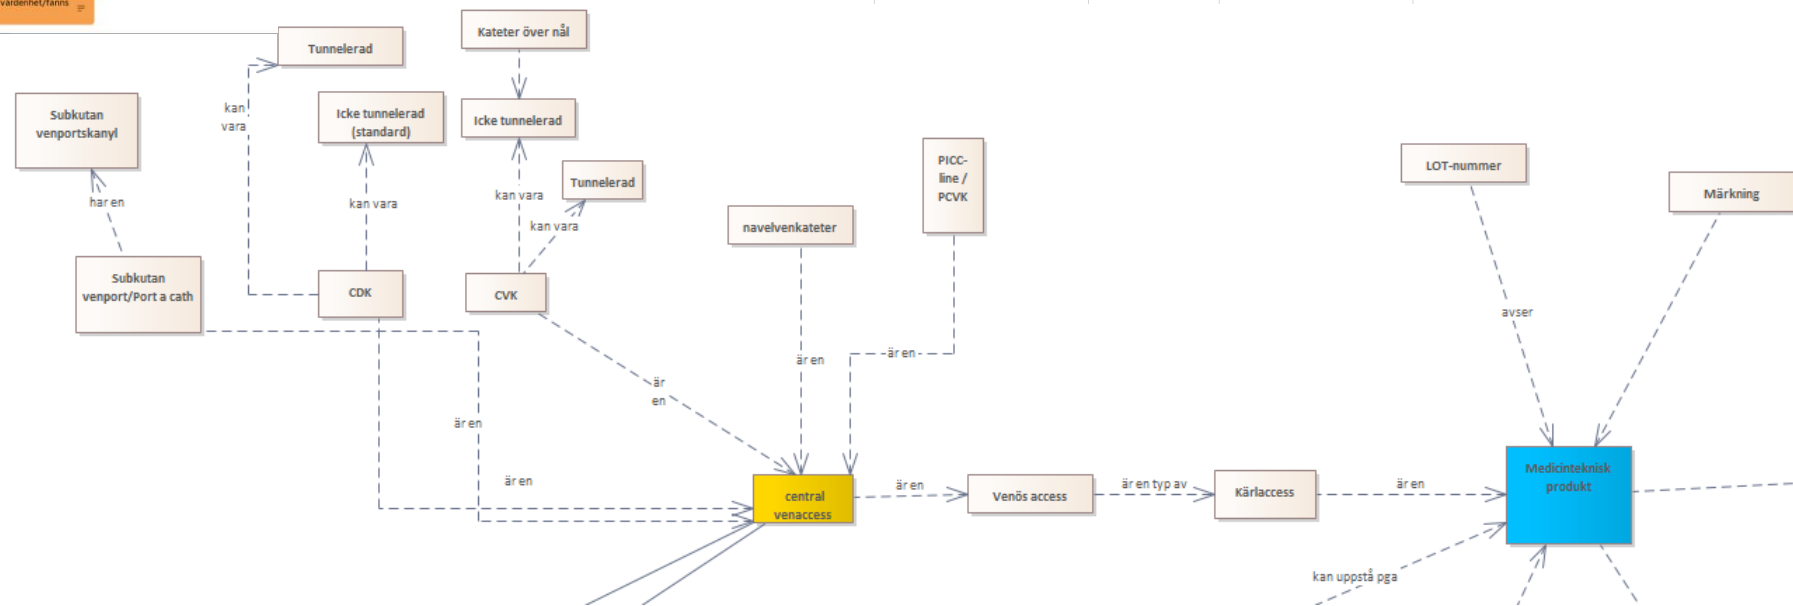 vårdenhet/fanns
Kateter över nål
Tunnelerad
kan
vara
Subkutan
venportskanyl
Icke tunnelerad
(standard)
Icke tunnelerad
PICC-
line /
PCVK
LOT-nummer
Tunnelerad
Märkning
har en
kan vara
kan vara
kan vara
navelvenkateter
Subkutan
venport/Port a cath
CDK
CVK
avser
är en
är en
är
en
är en
är en
central
venaccess
är en
Venös access
är en typ av
Kärlaccess
är en
Medicinteknisk
produkt
kan uppstå pga